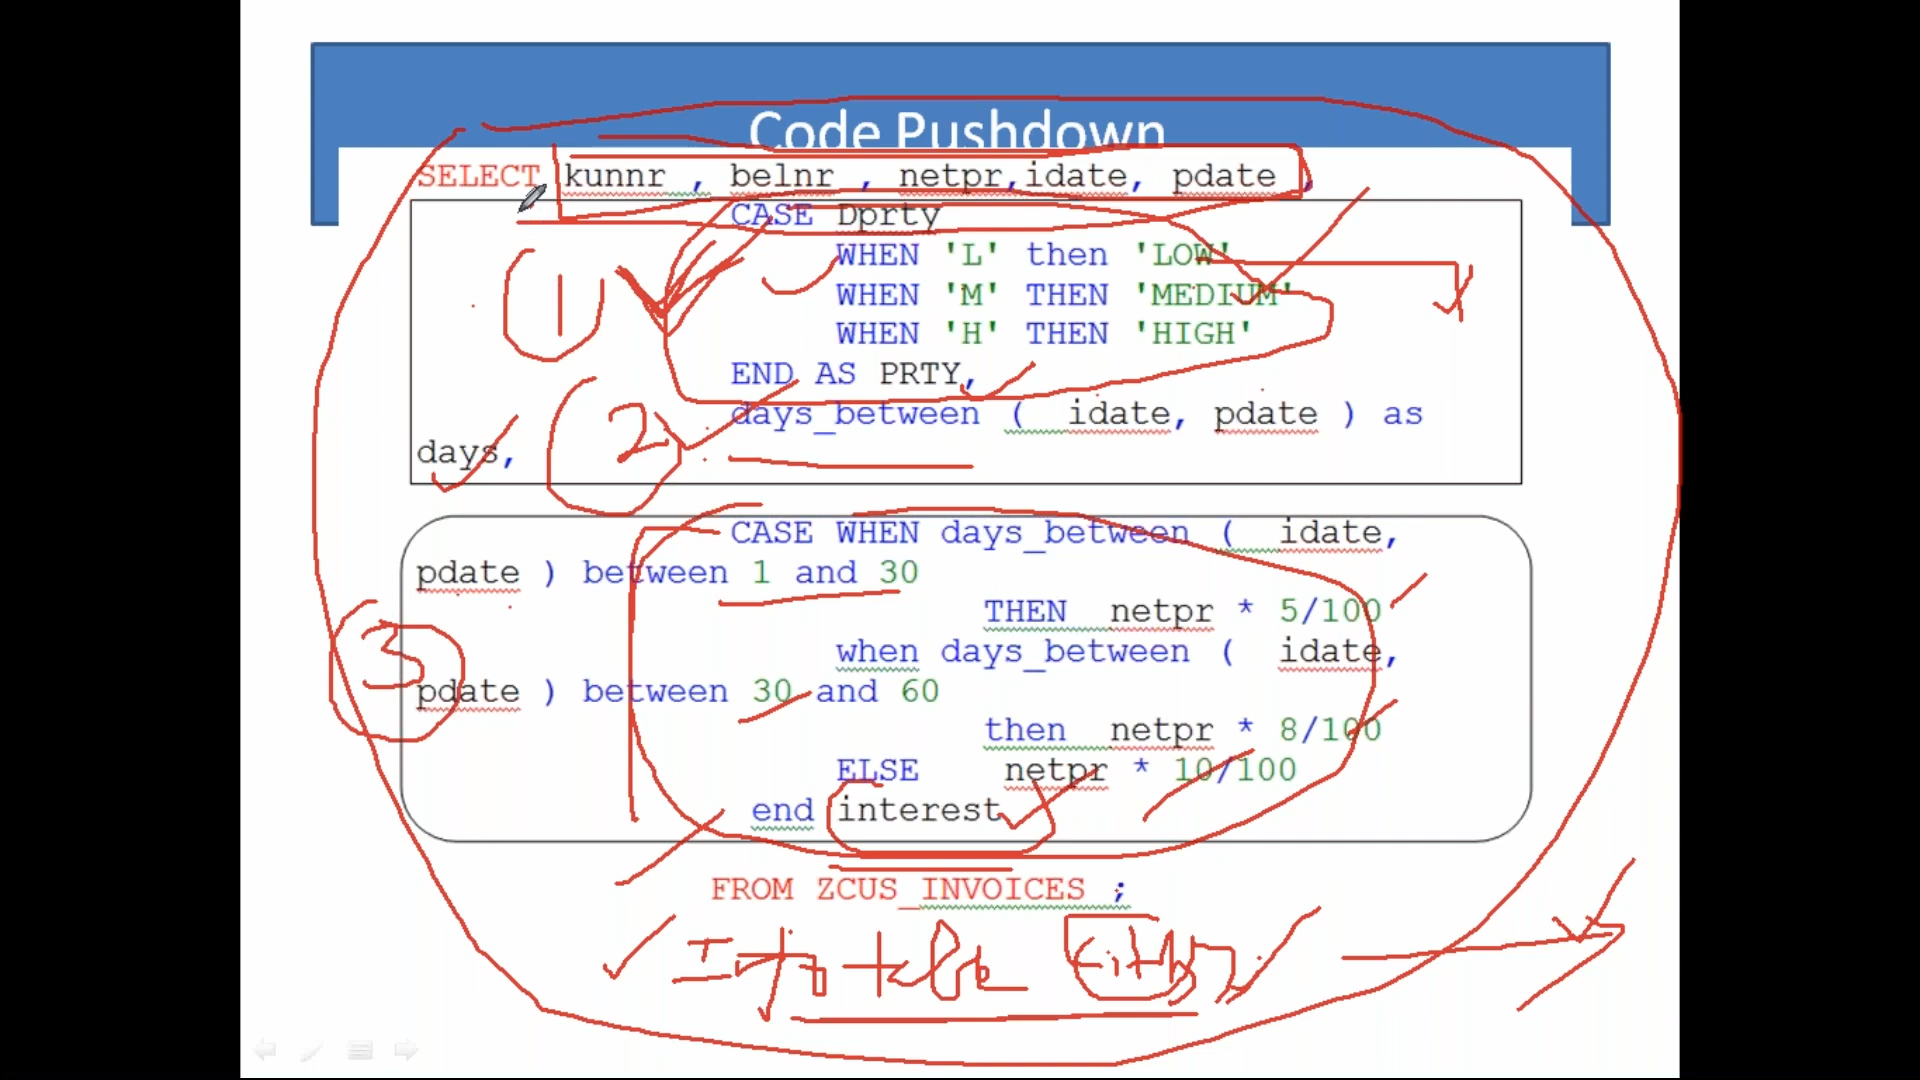 Code Pushdown
SELECT kunnr , belnr , netpr,idate, pdate ,
CASE Dprty
WHEN 'L' then 'LOW'
WHEN 'M' THEN 'MEDIUM'
WHEN 'H' THEN 'HIGH'
END AS PRTY,
days_between ( idate, pdate ) as
days,
CASE WHEN days_between ( idate,
pdate ) between 1 and 30
THEN netpr * 5/100
when days_between ( idate,
pdate ) between 30 and 60
then netpr * 8/100
ELSE netpr * 10/100
end interest
FROM ZCUS_INVOICES ;
1
2
3